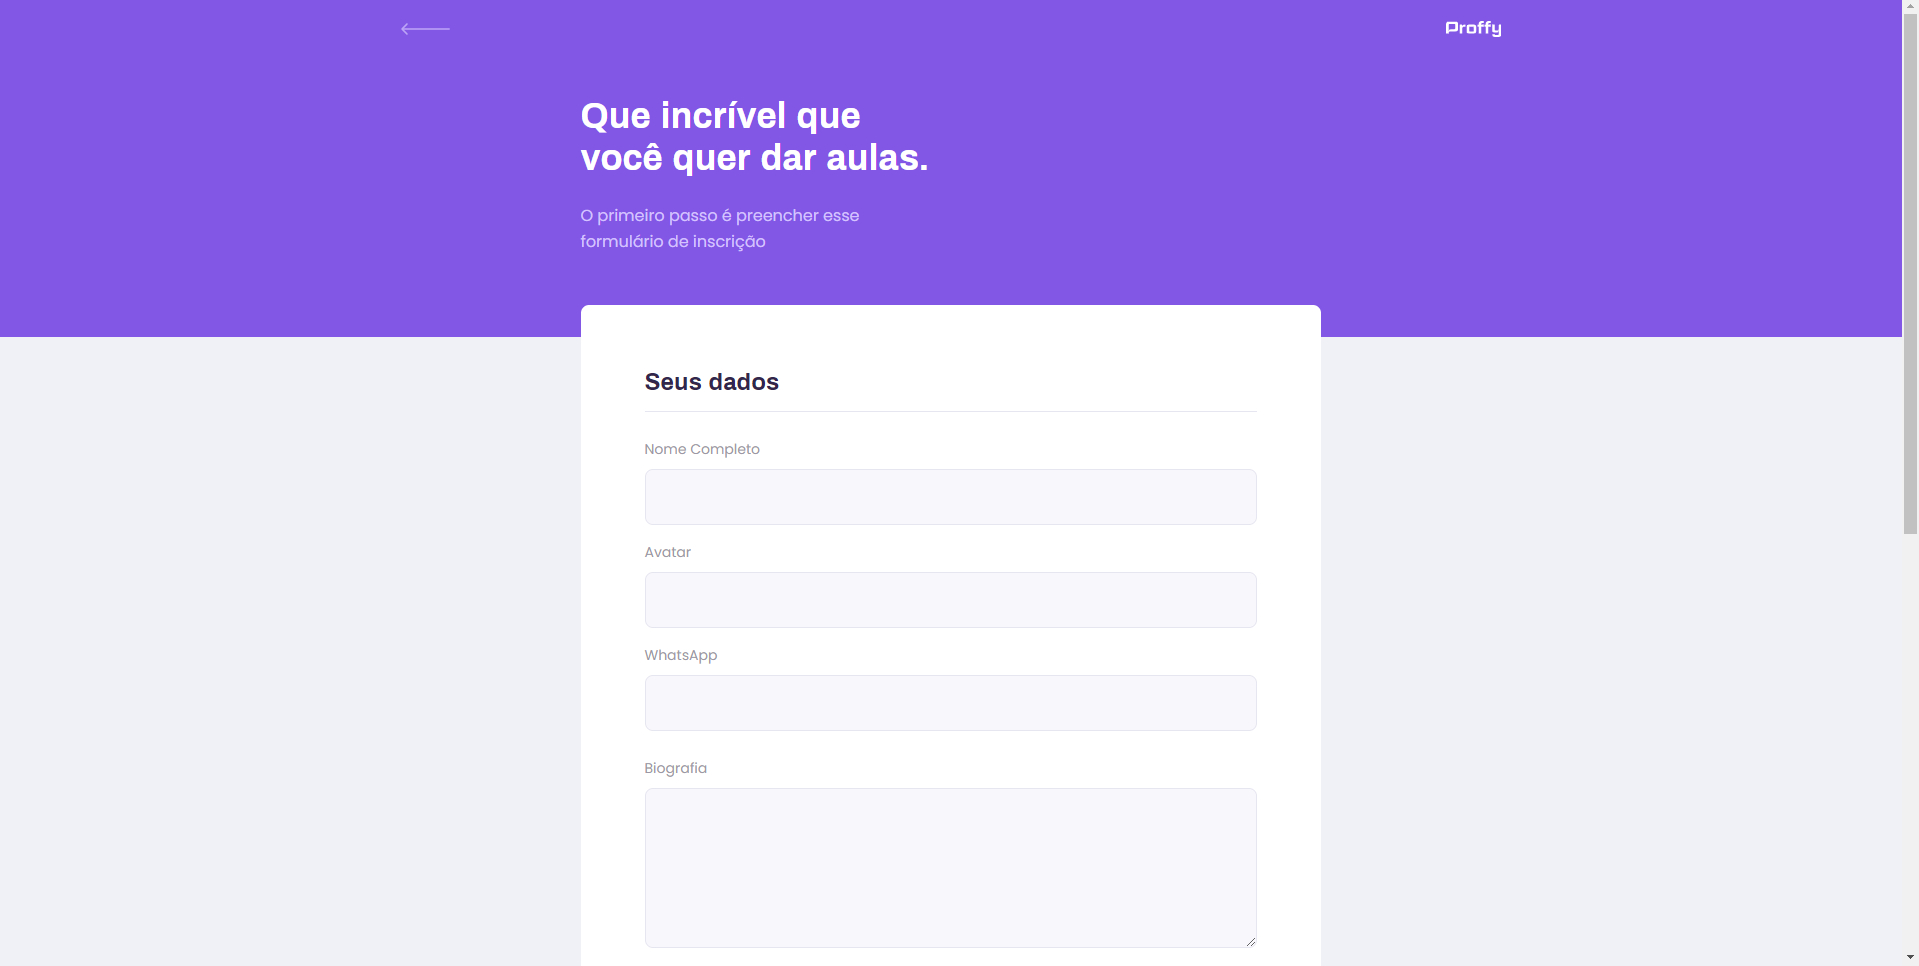 Proffy
Que incrível que
você quer dar aulas.
O primeiro passo é preencher esse
formulário de inscrição
Seus dados
Nome Completo
Avatar
WhatsApp
Biografia